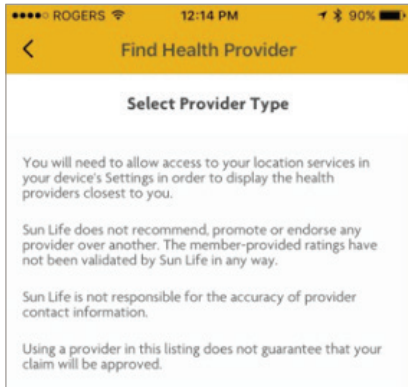 ROGERS 12:14 PM 90%
Find Health Provider
Select Provider Type
You will need to allow access to your location services in
your device's Settings in order to display the health
providers closest to you.
Sun Life does not recommend, promote or endorse any
provider over another. The member-provided ratings have
not been validated by Sun Life in any way.
Sun Life is not responsible for the accuracy of provider
contact information.
Using a provider in this listing does not guarantee that your
claim will be approved.